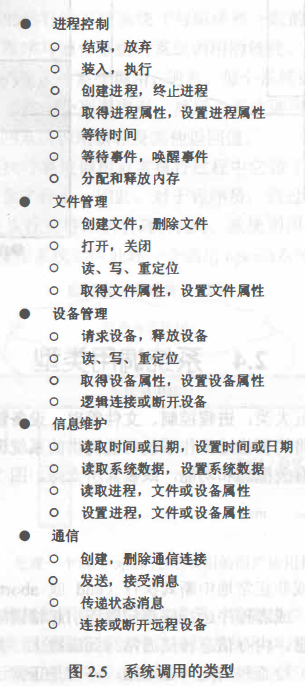 ● 进程控制
○ 结束，放弃
○ 装入，执行
○ 创建进程，终止进程
○ 取得进程属性，设置进程属性
○ 等待时间
○ 等待事件，唤醒事件
○ 分配和释放内存
● 文件管理
○ 创建文件，删除文件
○ 打开，关闭
○ 读、写、重定位
○ 取得文件属性，设置文件属性
● 设备管理
○ 请求设备，释放设备
○ 读、写、重定位
○ 取得设备属性，设置设备属性
○ 逻辑连接或断开设备
● 信息维护
○ 读取时间或日期，设置时间或日期
○ 读取系统数据，设置系统数据
○ 读取进程，文件或设备属性
○ 设置进程，文件或设备属性
● 通信
○ 创建，删除通信连接
○ 发送，接受消息
○ 传递状态消息
○ 连接或断开远程设备
图 2.5 系统调用的类型